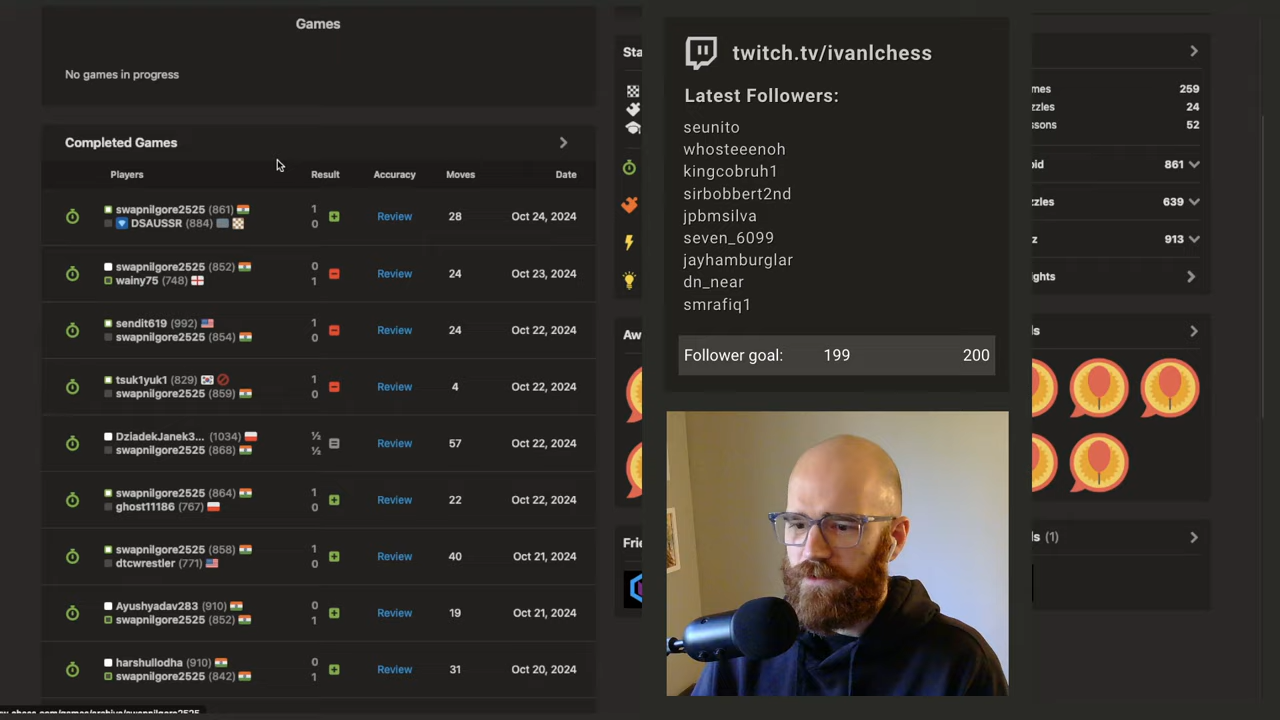 Games
No games in progress
Completed Games
Players Result Accuracy Moves Date
swapnilgore2525 (861) 1
DSAUSSR (884) 0
Review 28 Oct 24, 2024
swapnilgore2525 (852) 0
wainy75 (748) 1
Review 24 Oct 23, 2024
sendit619 (992) 1
swapnilgore2525 (854) 0
Review 24 Oct 22, 2024
tsuk1yuk1 (829) 1
swapnilgore2525 (859) 0
Review 4 Oct 22, 2024
DziadekJanek3... (1034) ½
swapnilgore2525 (868) ½
Review 57 Oct 22, 2024
swapnilgore2525 (864) 1
ghost11186 (767) 0
Review 22 Oct 22, 2024
swapnilgore2525 (858) 1
dtcwrestler (771) 0
Review 40 Oct 21, 2024
Ayushyadav283 (910) 0
swapnilgore2525 (852) 1
Review 19 Oct 21, 2024
harshullodha (910) 0
swapnilgore2525 (842) 1
Review 31 Oct 20, 2024
Sta
Aw
Frie
twitch.tv/ivanlchess
Latest Followers:
seunito
whosteeenoh
kingcobruh1
sirbobbert2nd
jpbmsilva
seven_6099
jayhamburglar
dn_near
smrafiq1
Follower goal: 199 200
mes 259
zzles 24
ssons 52
pid 861
zzles 639
z 913
ghts
ls
ls (1)